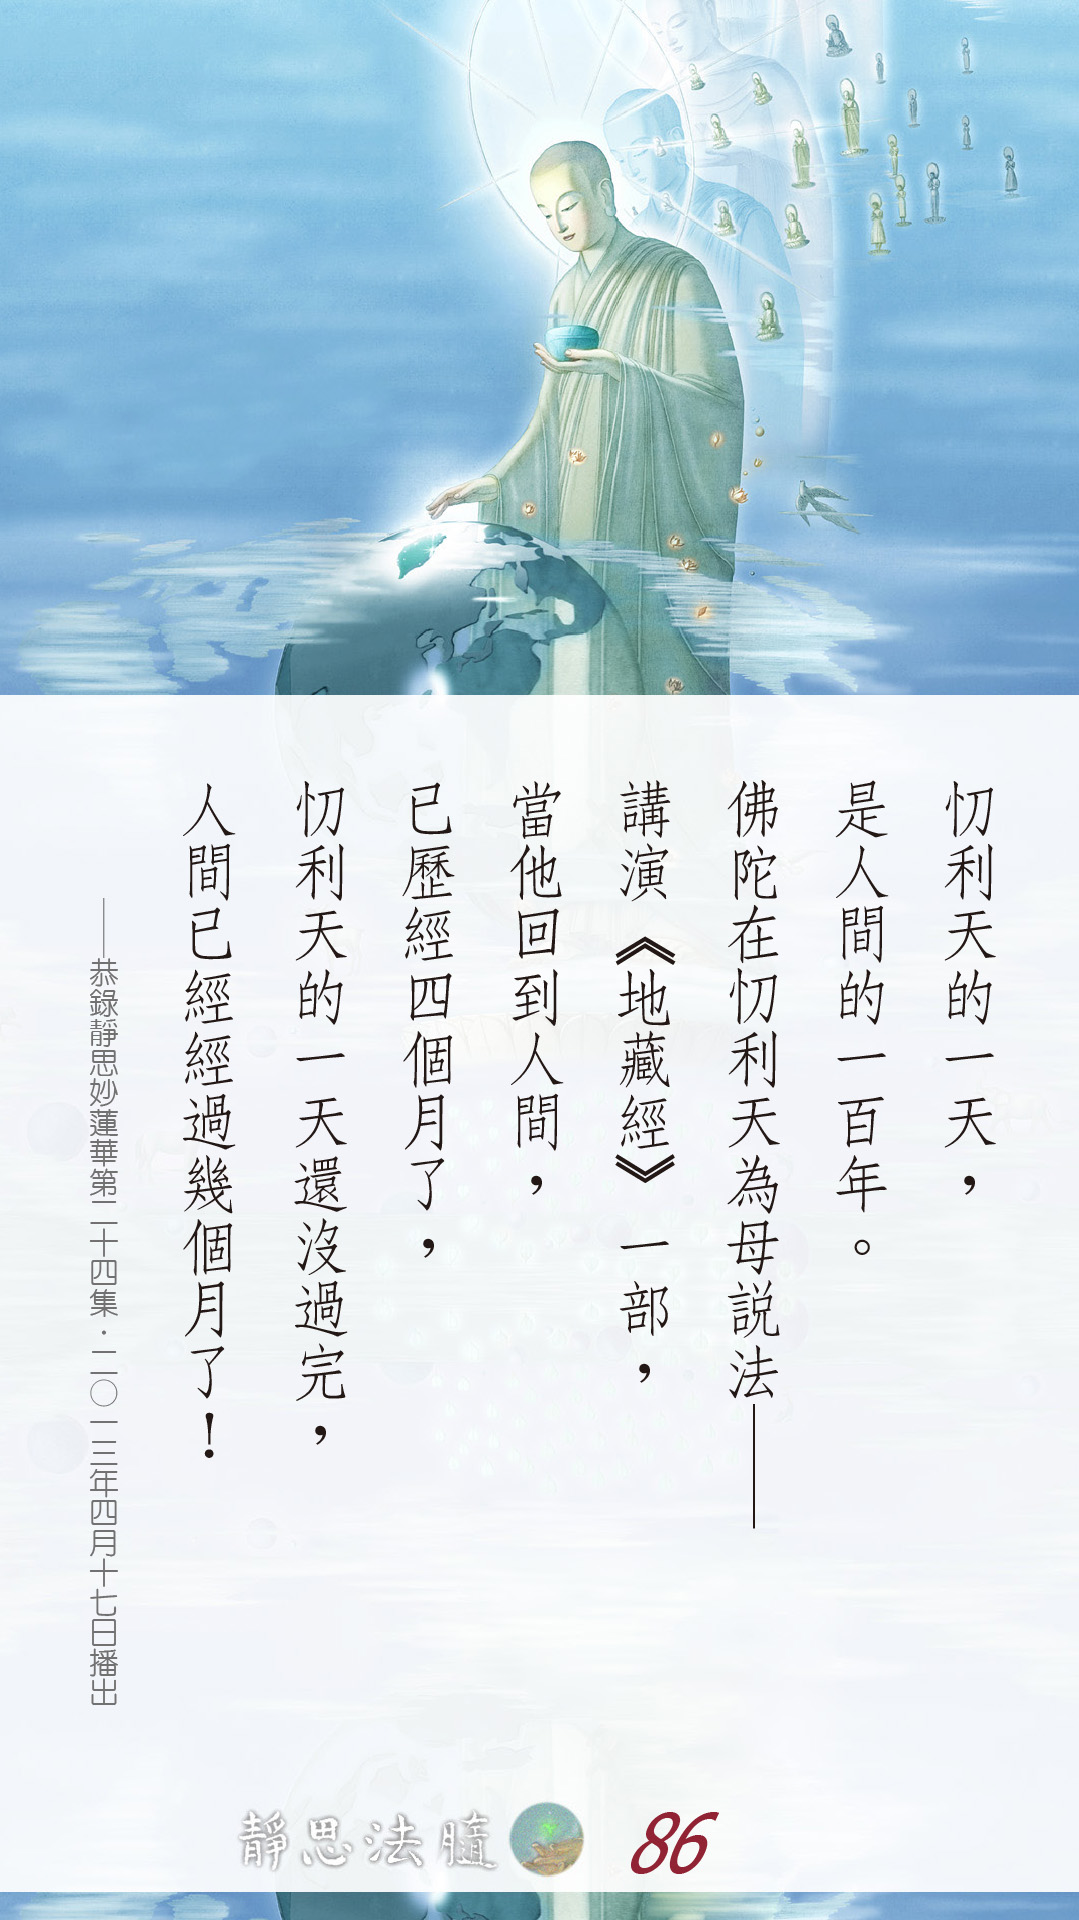 忉利天的一天，
是人間的一百年。
佛陀在忉利天為母説法——
講演《地藏經》一部，
當他回到人間，
已歷經四個月了，
忉利天的一天還沒過完，
人間已經經過幾個月了！
——恭錄靜思妙蓮華第二十四集．二〇一三年四月十七日播出
靜思法髓
86